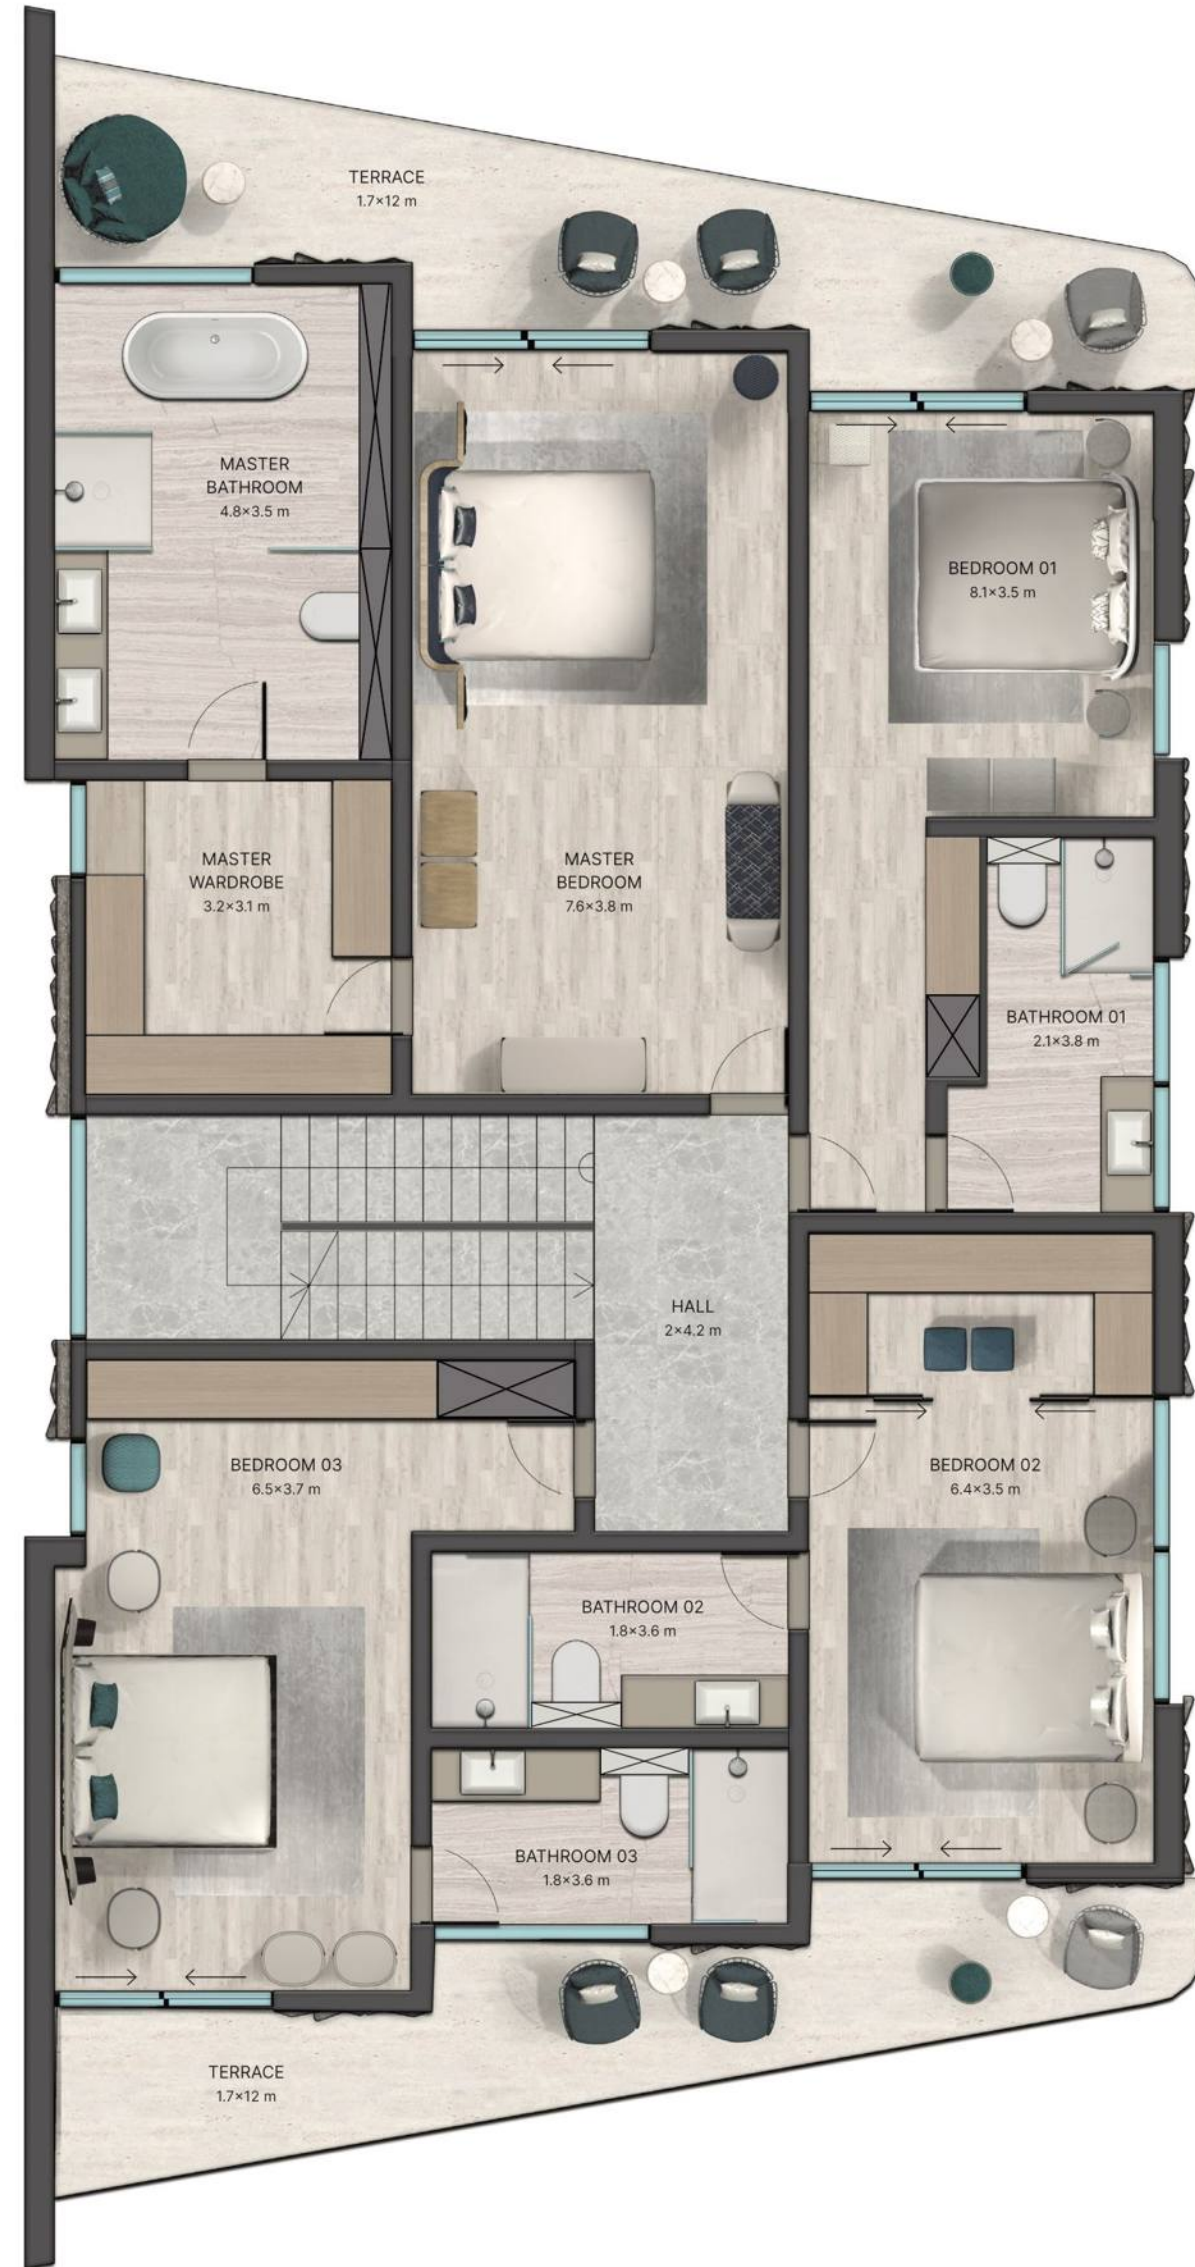 TERRACE
1.7×12 m
MASTER
BATHROOM
4.8×3.5 m
BEDROOM 01
8.1×3.5 m
MASTER
WARDROBE
3.2×3.1 m
MASTER
BEDROOM
7.6×3.8 m
BATHROOM 01
2.1×3.8 m
HALL
2×4.2 m
BEDROOM 03
6.5×3.7 m
BEDROOM 02
6.4×3.5 m
BATHROOM 02
1.8×3.6 m
BATHROOM 03
1.8×3.6 m
TERRACE
1.7×12 m